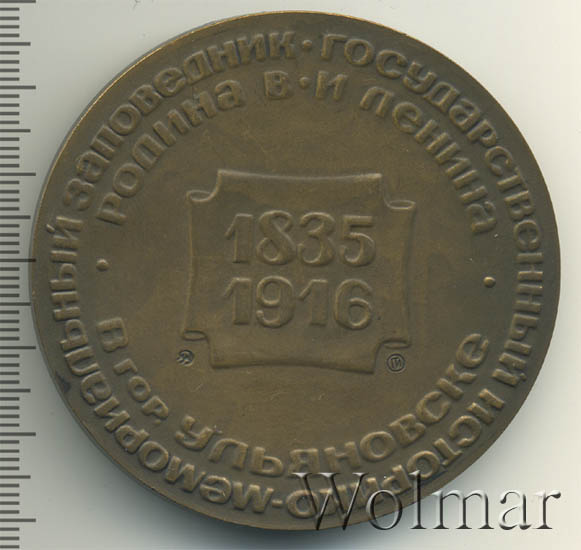 ГОСУДАРСТВЕННЫЙ ИСТОРИКО-МЕМОРИАЛЬНЫЙ ЗАПОВЕДНИК •
РОДИНА В•И ЛЕНИНА
• В ГОР. УЛЬЯНОВСКЕ •
1835
1916
Wolmar